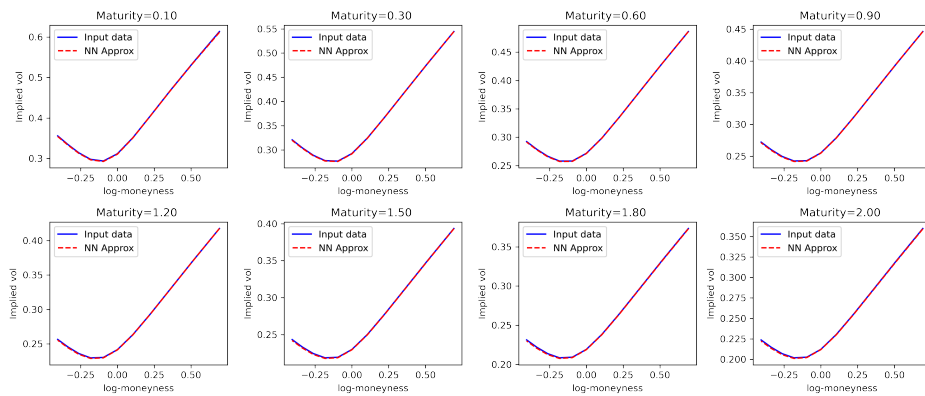 Maturity=0.10
Implied vol
0.6
0.5
0.4
0.3
Input data
NN Approx
−0.25 0.00 0.25 0.50
log-moneyness
Maturity=0.30
Implied vol
0.55
0.50
0.45
0.40
0.35
0.30
Input data
NN Approx
−0.25 0.00 0.25 0.50
log-moneyness
Maturity=0.60
Implied vol
0.45
0.40
0.35
0.30
0.25
Input data
NN Approx
−0.25 0.00 0.25 0.50
log-moneyness
Maturity=0.90
Implied vol
0.45
0.40
0.35
0.30
0.25
Input data
NN Approx
−0.25 0.00 0.25 0.50
log-moneyness
Maturity=1.20
Implied vol
0.40
0.35
0.30
0.25
Input data
NN Approx
−0.25 0.00 0.25 0.50
log-moneyness
Maturity=1.50
Implied vol
0.40
0.35
0.30
0.25
Input data
NN Approx
−0.25 0.00 0.25 0.50
log-moneyness
Maturity=1.80
Implied vol
0.35
0.30
0.25
0.20
Input data
NN Approx
−0.25 0.00 0.25 0.50
log-moneyness
Maturity=2.00
Implied vol
0.350
0.325
0.300
0.275
0.250
0.225
0.200
Input data
NN Approx
−0.25 0.00 0.25 0.50
log-moneyness